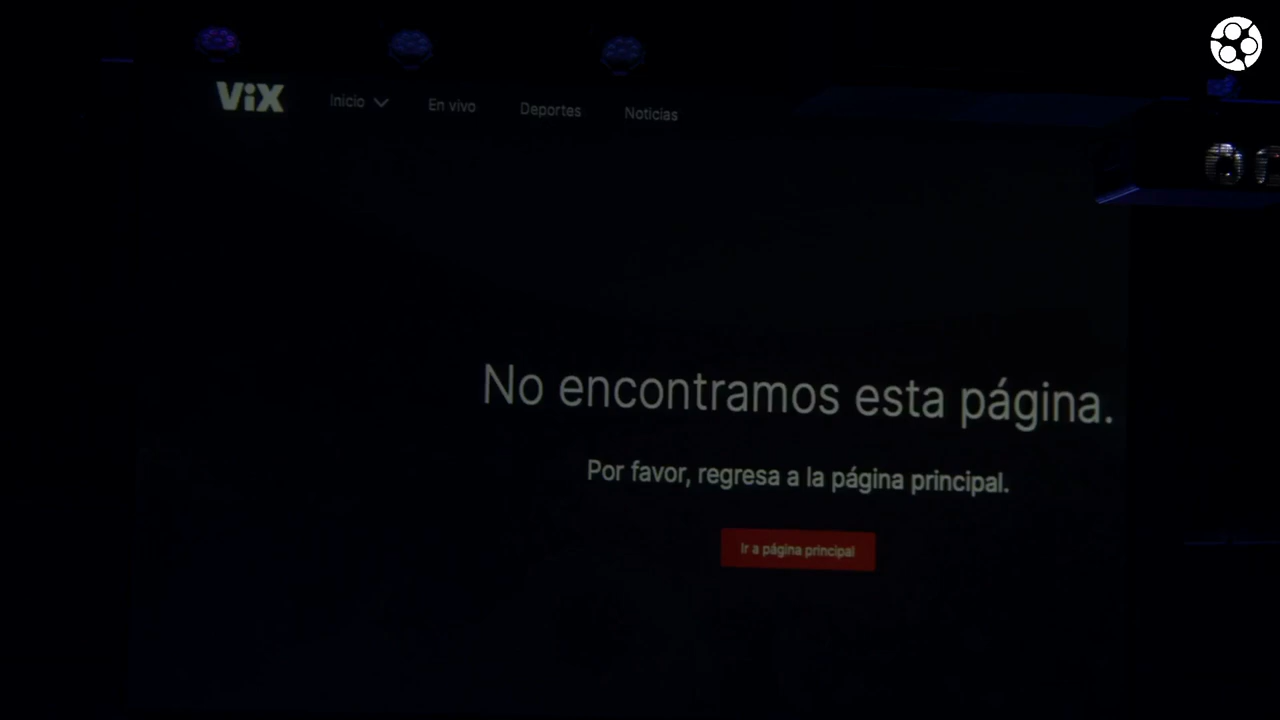 ViX
Inicio
En vivo
Deportes
Noticias
No encontramos esta página.
Por favor, regresa a la página principal.
Ir a página principal